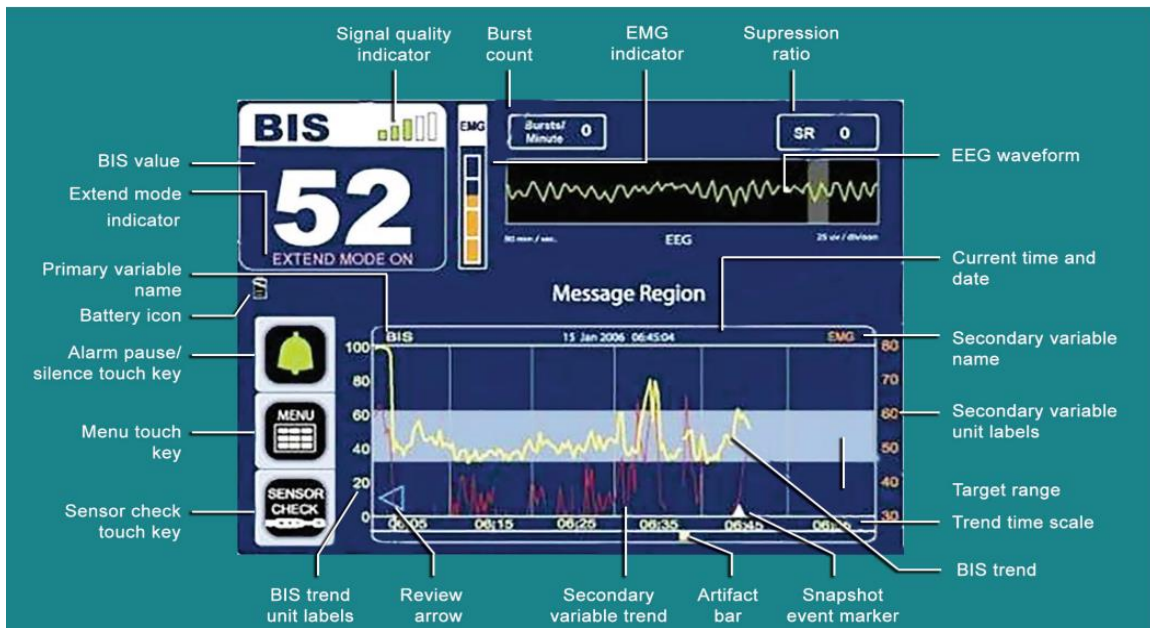 Signal quality
indicator
Burst
count
EMG
indicator
Supression
ratio
BIS
EMG
Bursts/
Minute 0
SR 0
BIS value
52
EEG waveform
Extend mode
indicator
EXTEND MODE ON
EEG
25 uv / division
Primary variable
name
Current time and
date
Battery icon
Message Region
Alarm pause/
silence touch key
BIS
15 Jan 2006 06:45:04
EMG
Secondary variable
name
100
80
80
70
MENU
Menu touch
key
60
60
Secondary variable
unit labels
40
50
SENSOR
CHECK
Sensor check
touch key
20
40
Target range
0
30
06:05 06:15 06:25 06:35 06:45
Trend time scale
BIS trend
BIS trend
unit labels
Review
arrow
Secondary
variable trend
Artifact
bar
Snapshot
event marker